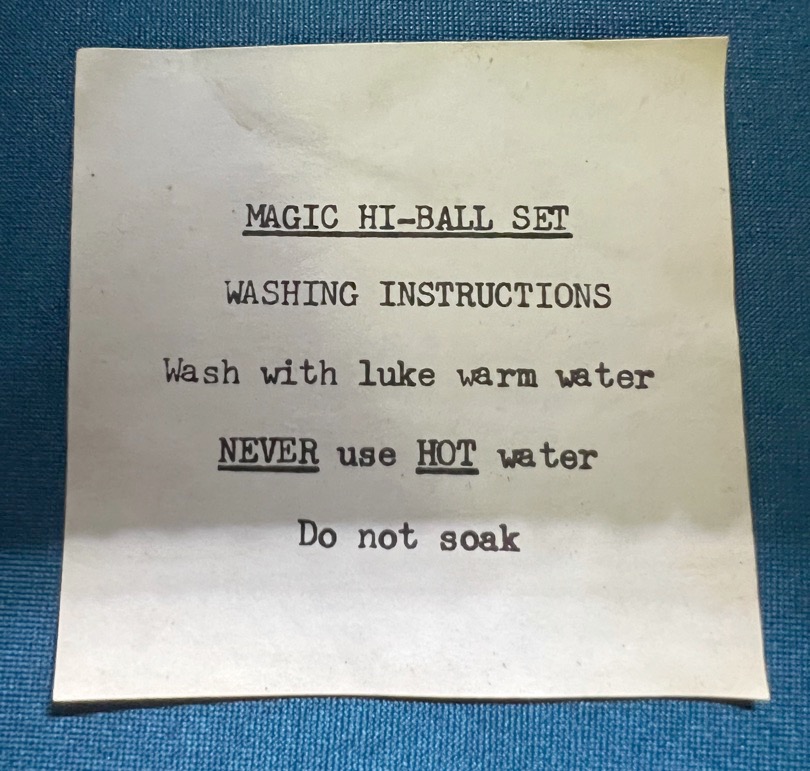 MAGIC HI-BALL SET
WASHING INSTRUCTIONS
Wash with luke warm water
NEVER use HOT water
Do not soak